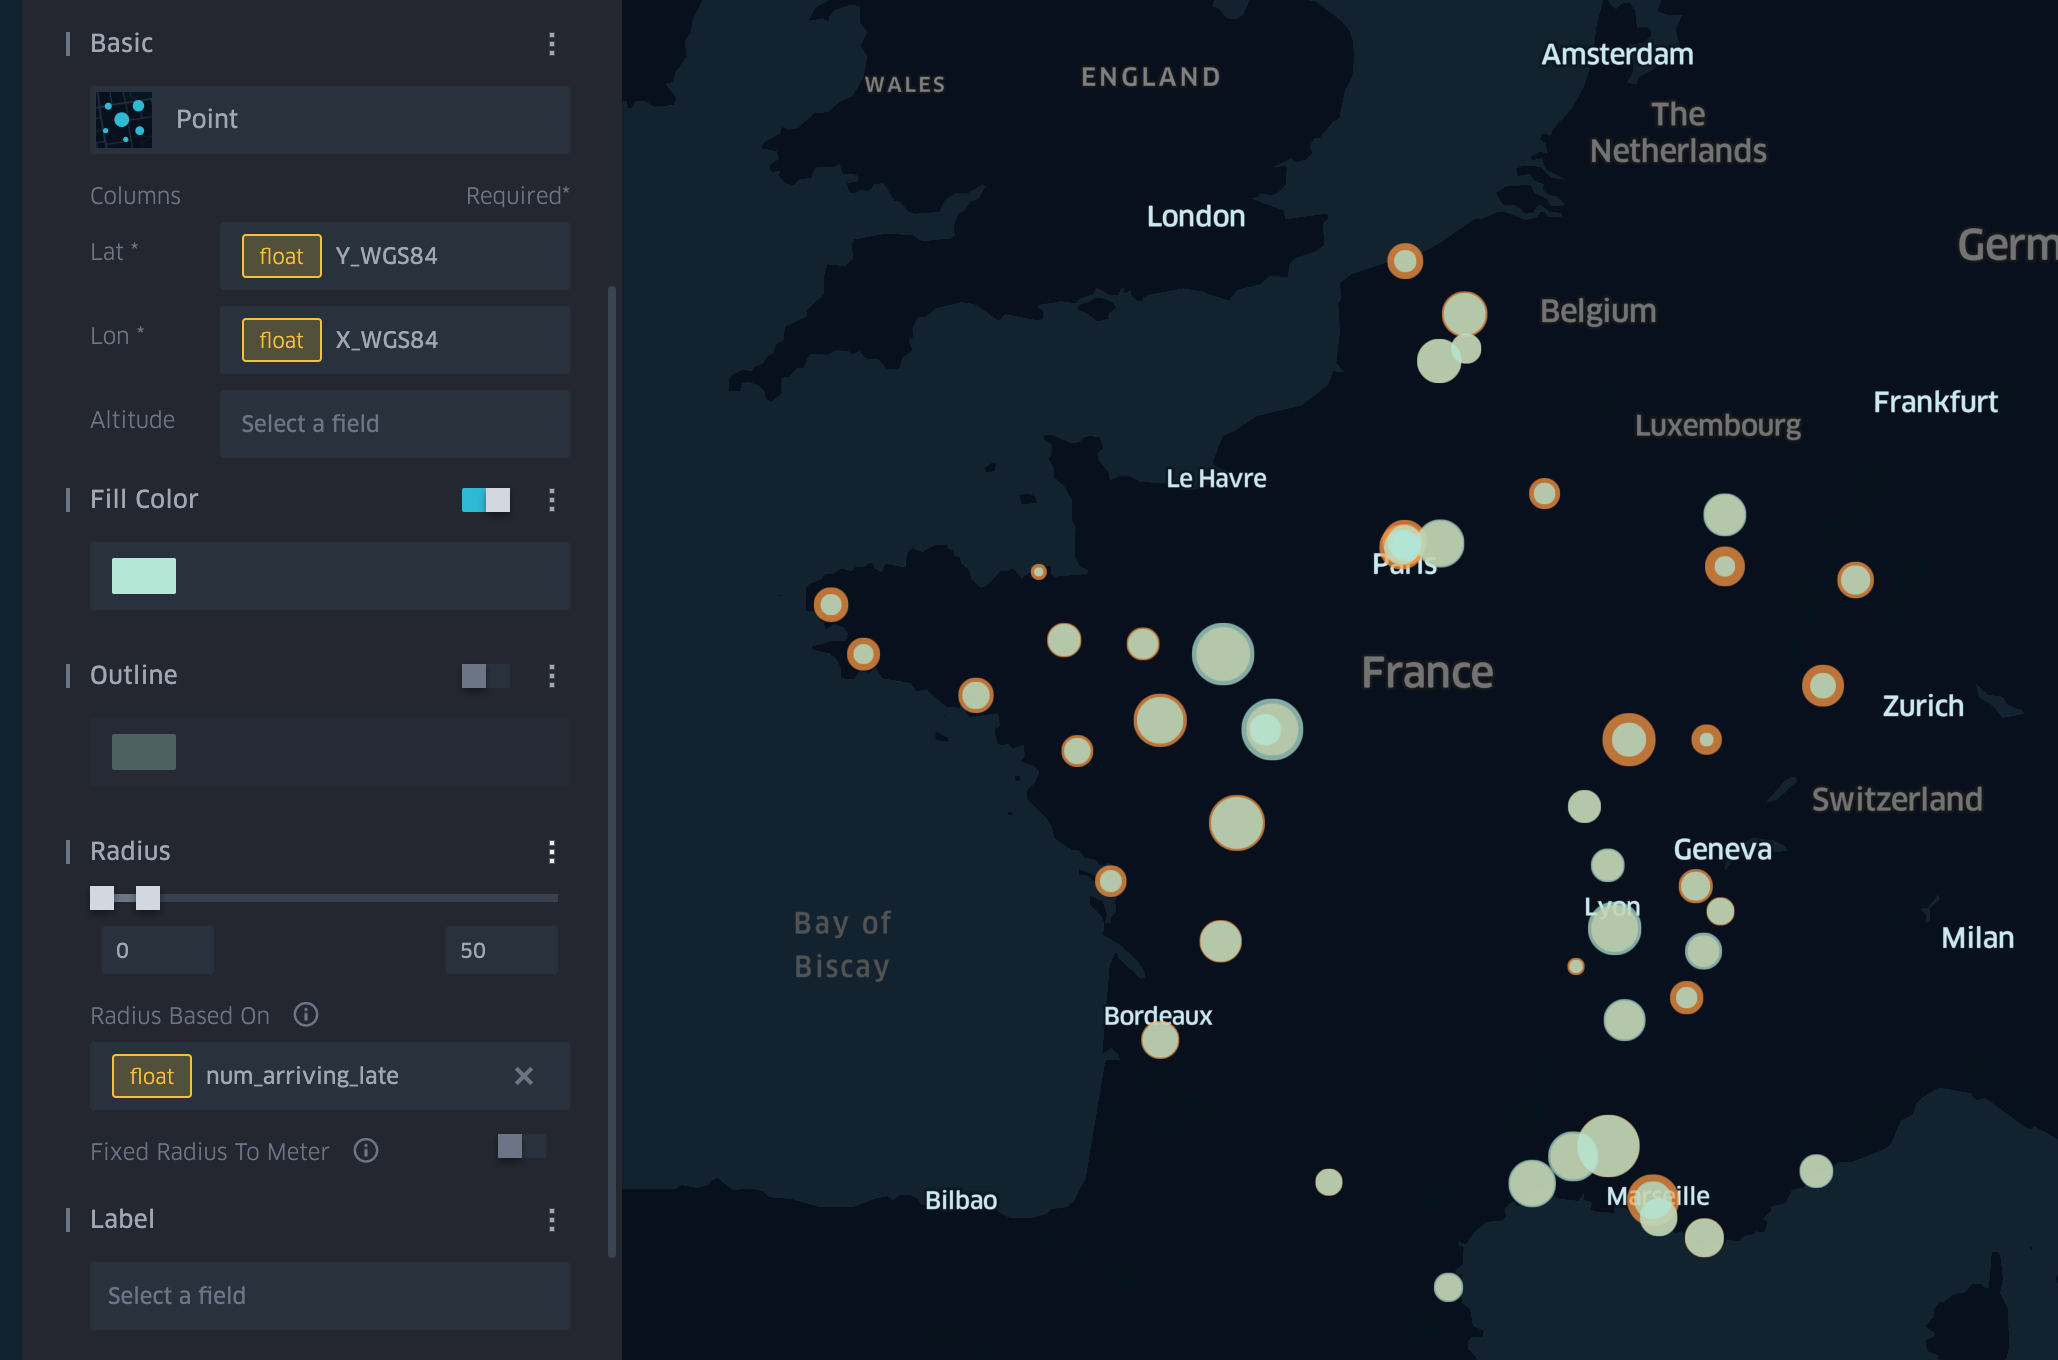 Basic
Point
Columns Required*
Lat * float Y_WGS84
Lon * float X_WGS84
Altitude Select a field
Fill Color
Outline
Radius
0 50
Radius Based On
float num_arriving_late
Fixed Radius To Meter
Label
Select a field
Amsterdam
WALES
ENGLAND
The
Netherlands
London
Germ
Belgium
Frankfurt
Luxembourg
Le Havre
Paris
France
Zurich
Switzerland
Geneva
Lyon
Bay of
Biscay
Milan
Bordeaux
Bilbao
Marseille